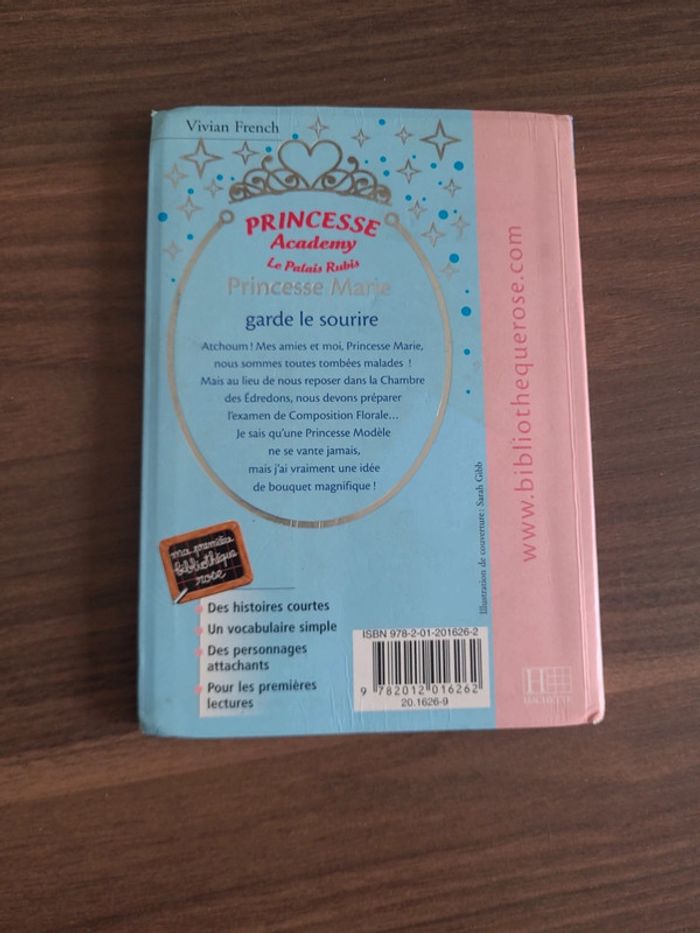 Vivian French
PRINCESSE
Academy
Le Palais Rubis
Princesse Marie
garde le sourire
Atchoum ! Mes amies et moi, Princesse Marie,
nous sommes toutes tombées malades !
Mais au lieu de nous reposer dans la Chambre
des Édredons, nous devons préparer
l'examen de Composition Florale...
Je sais qu'une Princesse Modèle
ne se vante jamais,
mais j'ai vraiment une idée
de bouquet magnifique !
ma première
bibliothèque
rose
Des histoires courtes
Un vocabulaire simple
Des personnages
attachants
Pour les premières
lectures
Illustration de couverture : Sarah Gibb
ISBN 978-2-01-201626-2
9 782012 016262
20.1626-9
www.bibliothequerose.com
H
HACHETTE